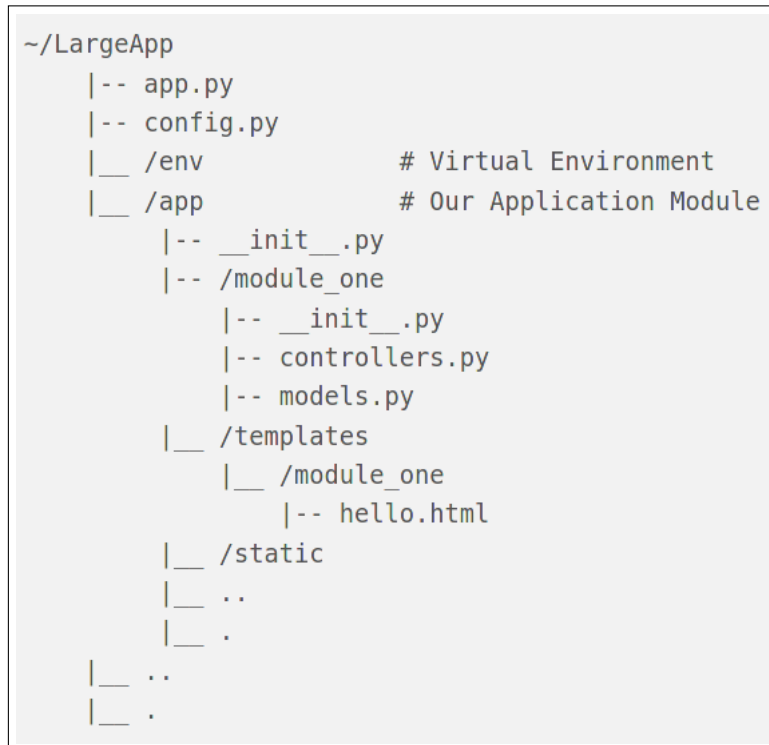 ~/LargeApp
    |-- app.py
    |-- config.py
    |__ /env             # Virtual Environment
    |__ /app             # Our Application Module
         |-- __init__.py
         |-- /module_one
             |-- __init__.py
             |-- controllers.py
             |-- models.py
         |__ /templates
             |__ /module_one
                 |-- hello.html
         |__ /static
         |__ ..
         |__ .
    |__ ..
    |__ .